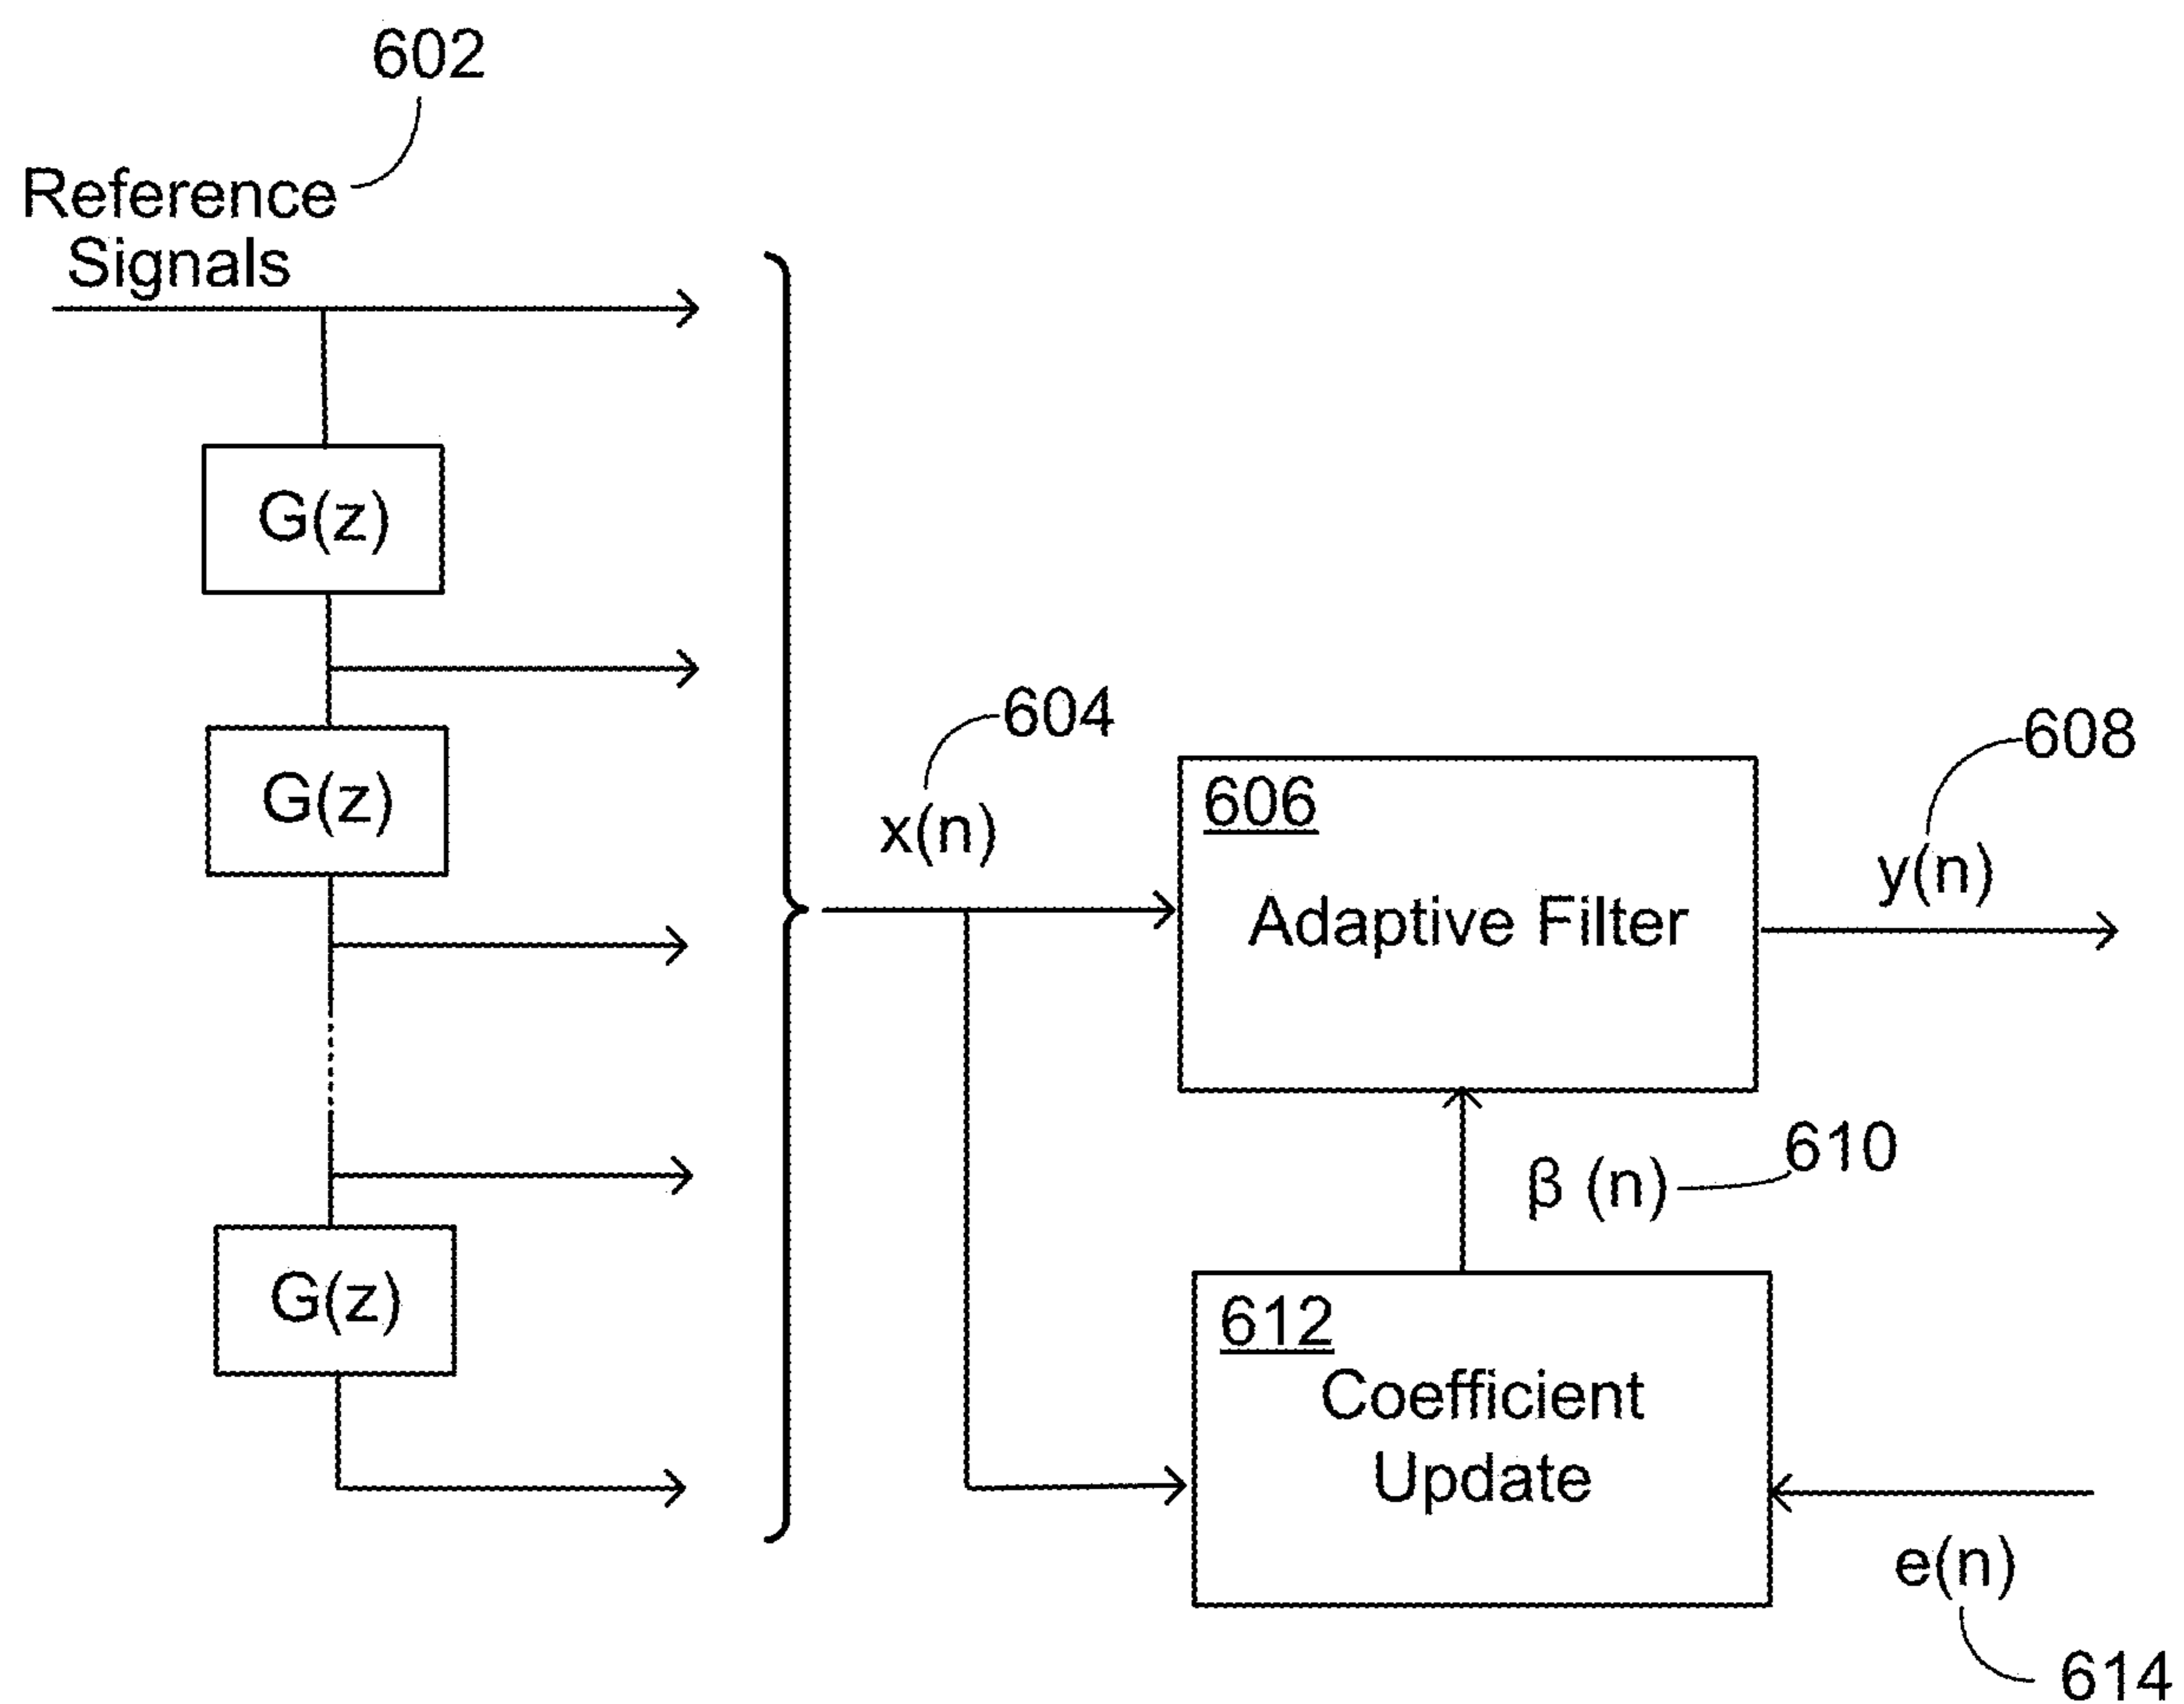 602
Reference
Signals
G(z)
G(z)
G(z)
604
x(n)
606
Adaptive Filter
608
y(n)
β (n)
610
612
Coefficient
Update
e(n)
614